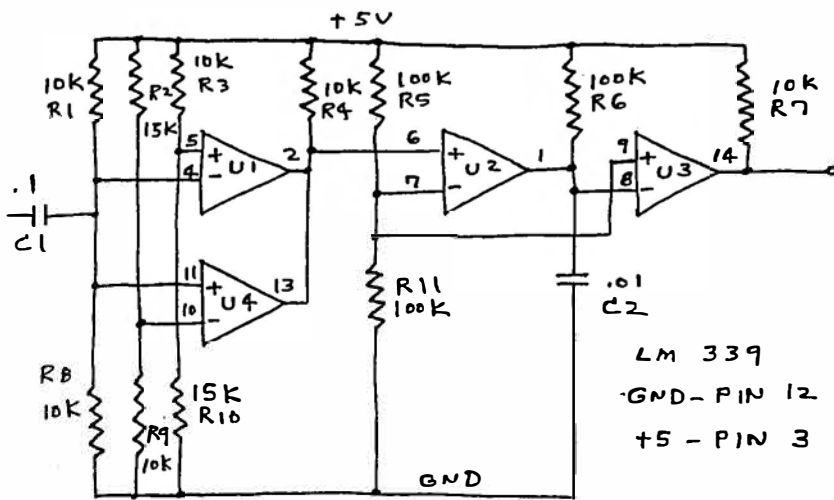 +5V
10K
R1
R2
15K
10K
R3
10K
R4
100K
R5
100K
R6
10K
R7
5
+
4
-
U1
2
6
+
7
-
U2
1
9
+
8
-
U3
14
.1
C1
11
+
10
-
U4
13
R11
100K
.01
C2
R8
10K
R9
10K
15K
R10
GND
LM 339
GND-PIN 12
+5 - PIN 3